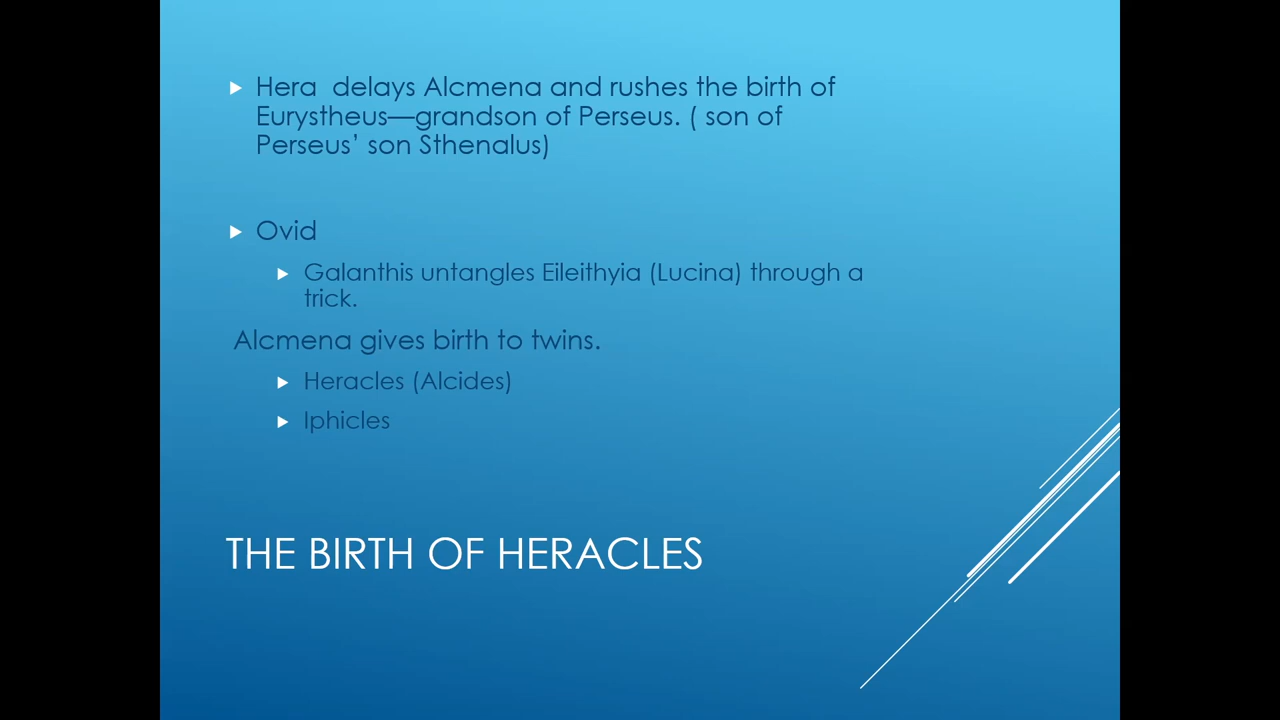 Hera  delays Alcmena and rushes the birth of
Eurystheus—grandson of Perseus. ( son of
Perseus’ son Sthenalus)
Ovid
Galanthis untangles Eileithyia (Lucina) through a
trick.
Alcmena gives birth to twins.
Heracles (Alcides)
Iphicles
THE BIRTH OF HERACLES